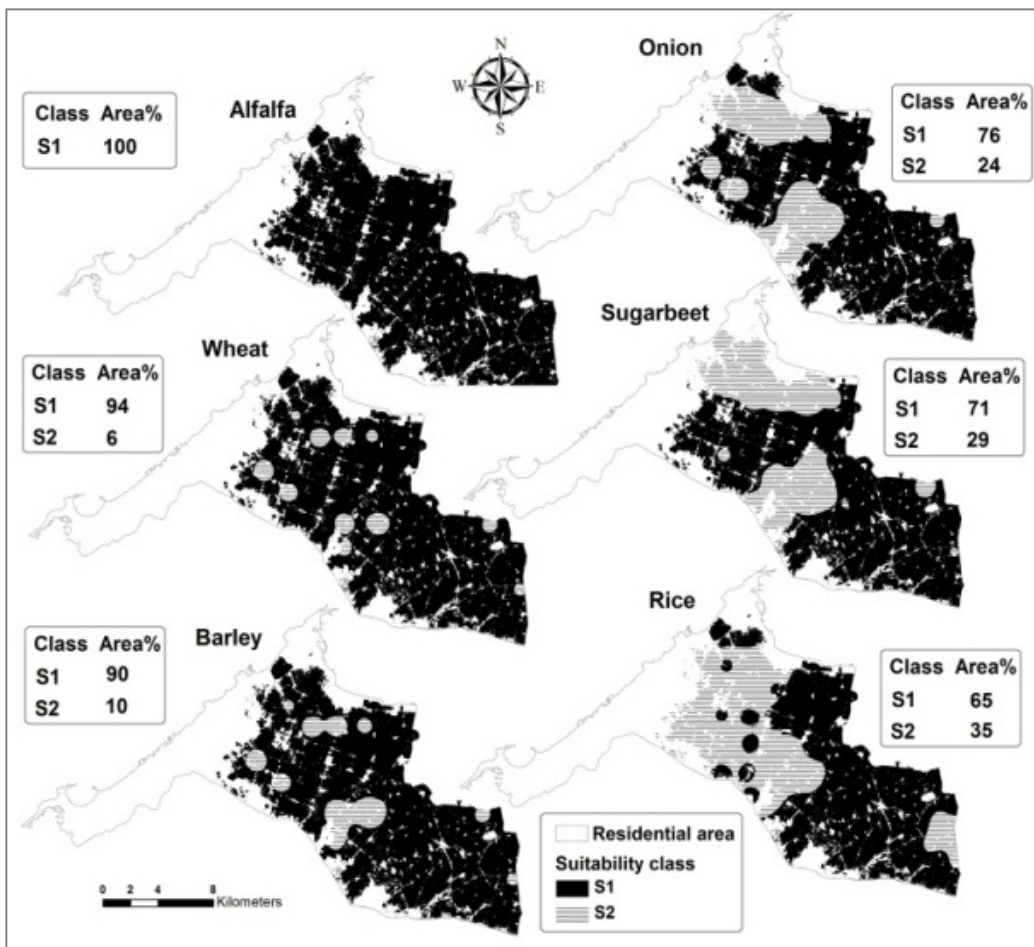 N
W E
S
Alfalfa
Class Area%
S1 100
Onion
Class Area%
S1 76
S2 24
Wheat
Class Area%
S1 94
S2 6
Sugarbeet
Class Area%
S1 71
S2 29
Barley
Class Area%
S1 90
S2 10
Rice
Class Area%
S1 65
S2 35
Residential area
Suitability class
S1
S2
0 2 4 8
Kilometers